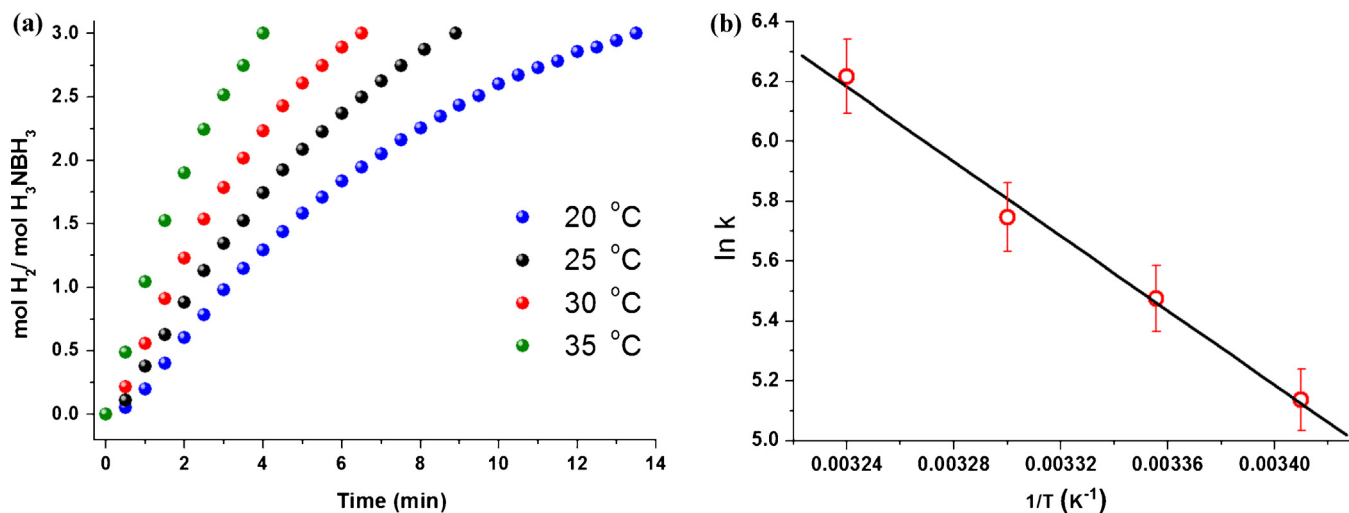 (a)
mol H₂/ mol H₃NBH₃
3.0
2.5
2.0
1.5
1.0
0.5
0.0
20 °C
25 °C
30 °C
35 °C
0 2 4 6 8 10 12 14
Time (min)
(b)
ln k
6.4
6.2
6.0
5.8
5.6
5.4
5.2
5.0
0.00324 0.00328 0.00332 0.00336 0.00340
1/T (K⁻¹)